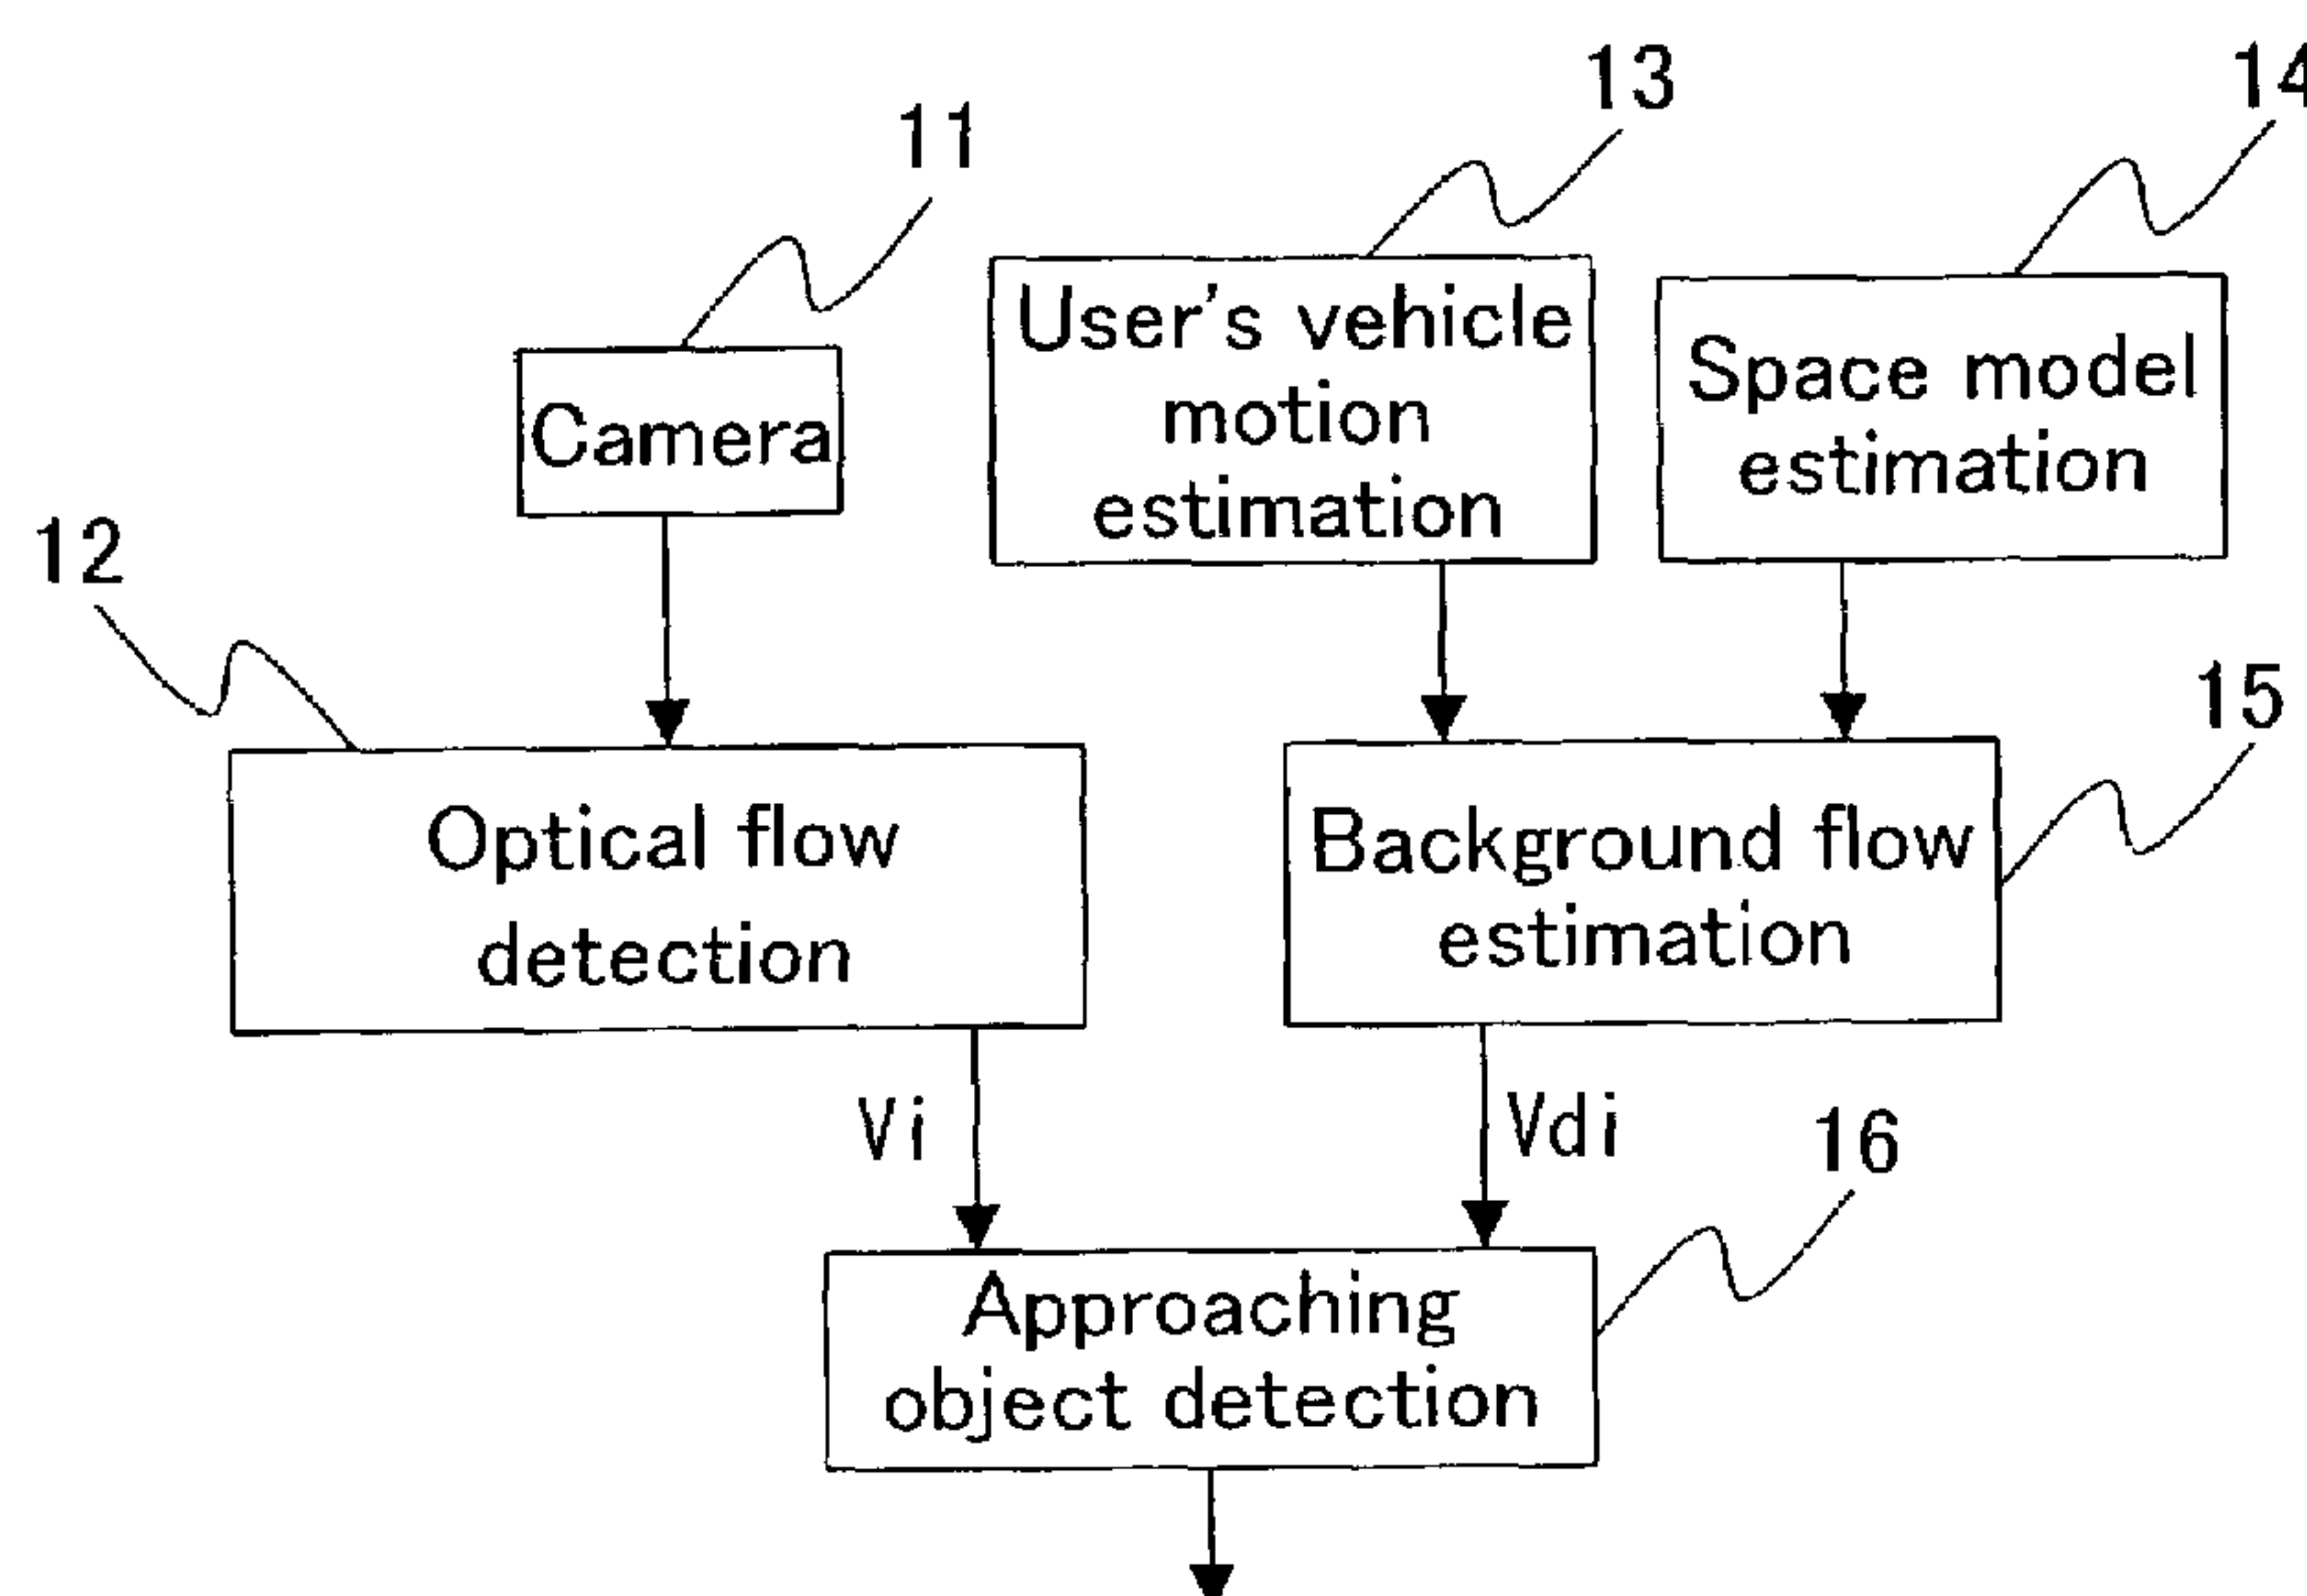 11
13
14
Camera
User's vehicle
motion
estimation
Space model
estimation
12
15
Optical flow
detection
Background flow
estimation
Vi
Vdi
16
Approaching
object detection